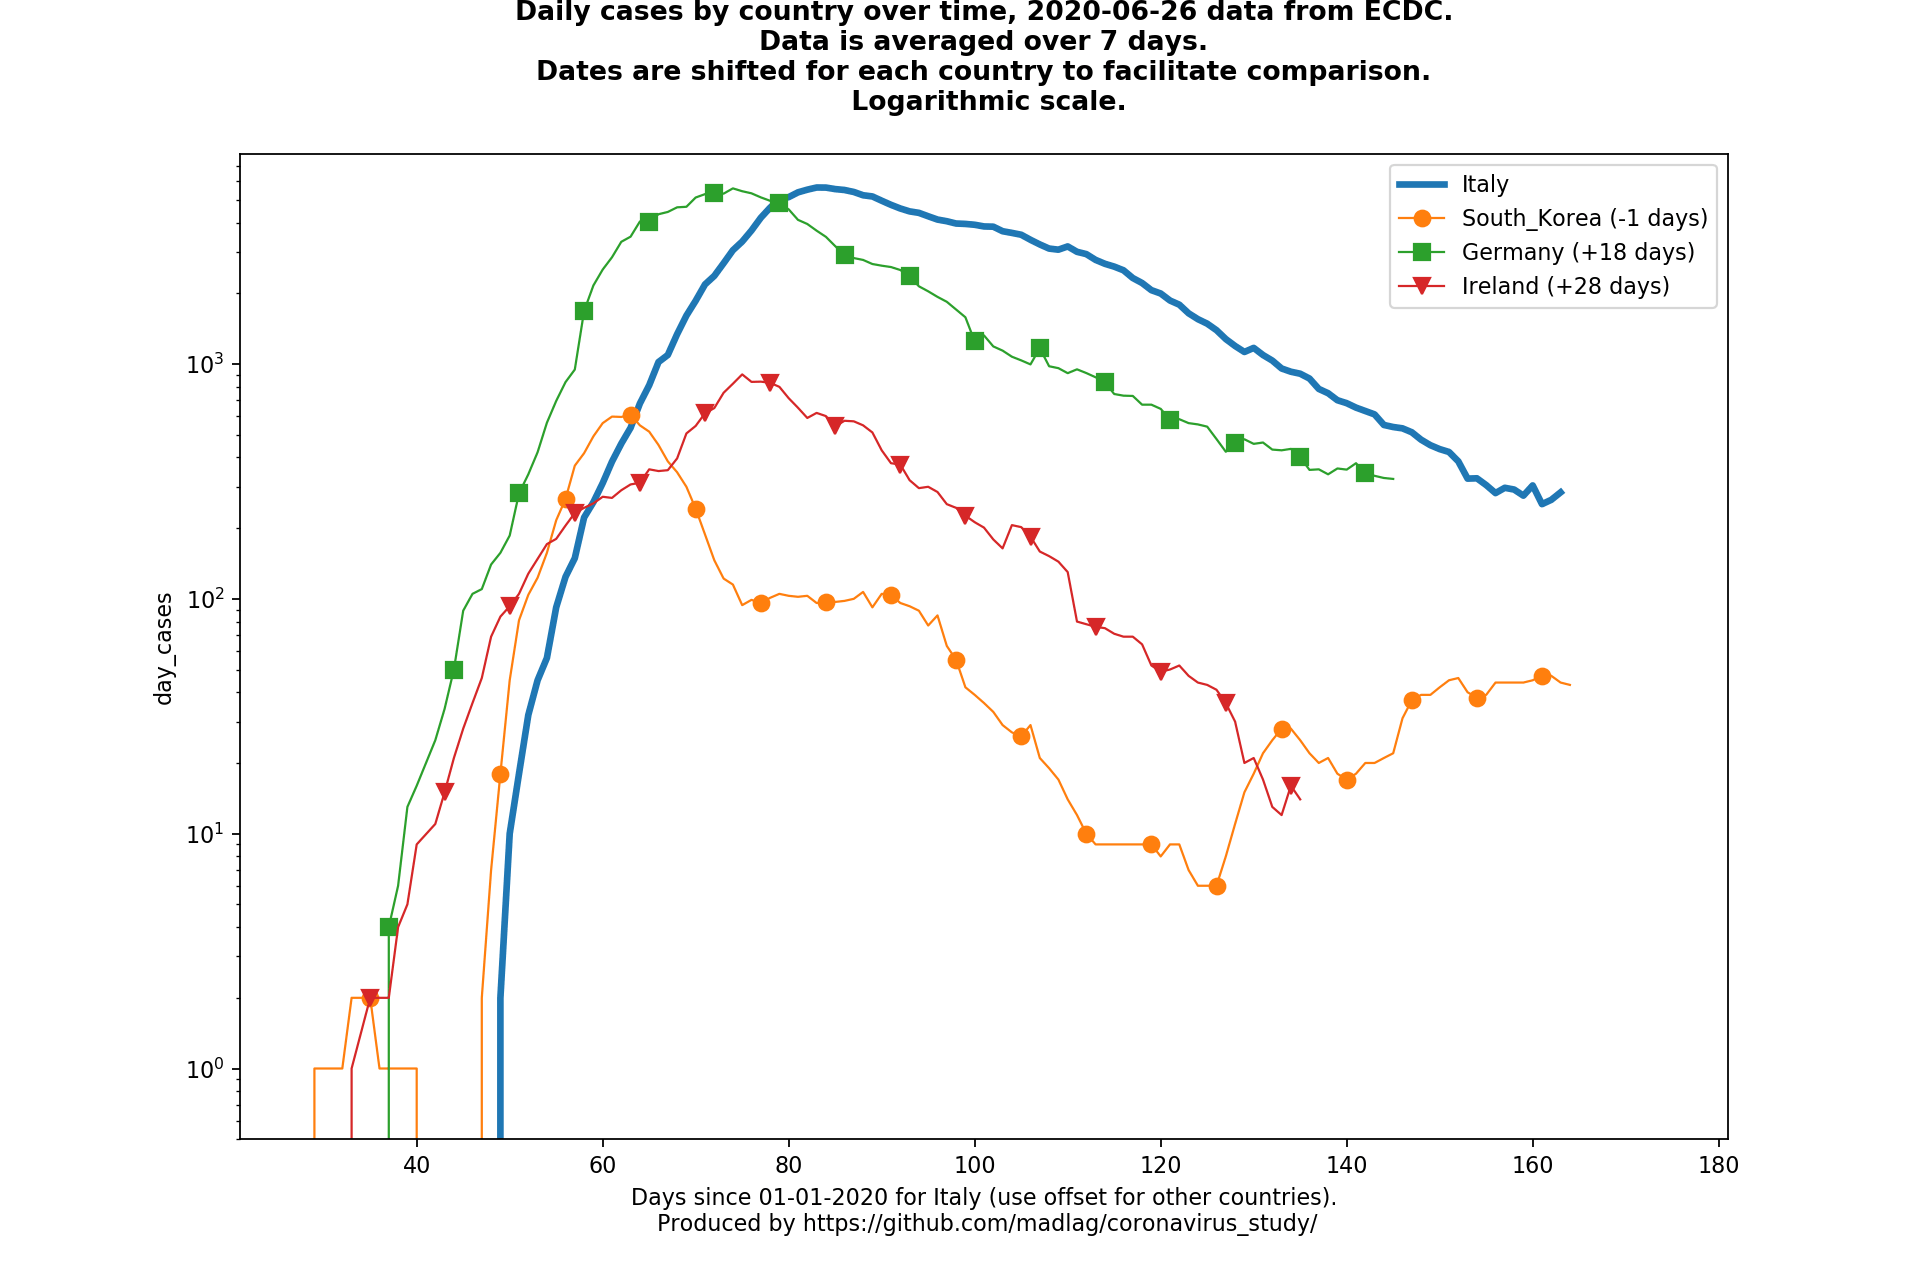 Daily cases by country over time, 2020-06-26 data from ECDC.
Data is averaged over 7 days.
Dates are shifted for each country to facilitate comparison.
Logarithmic scale.
Italy
South_Korea (-1 days)
Germany (+18 days)
Ireland (+28 days)
day_cases
10³
10²
10¹
10⁰
40 60 80 100 120 140 160 180
Days since 01-01-2020 for Italy (use offset for other countries).
Produced by https://github.com/madlag/coronavirus_study/